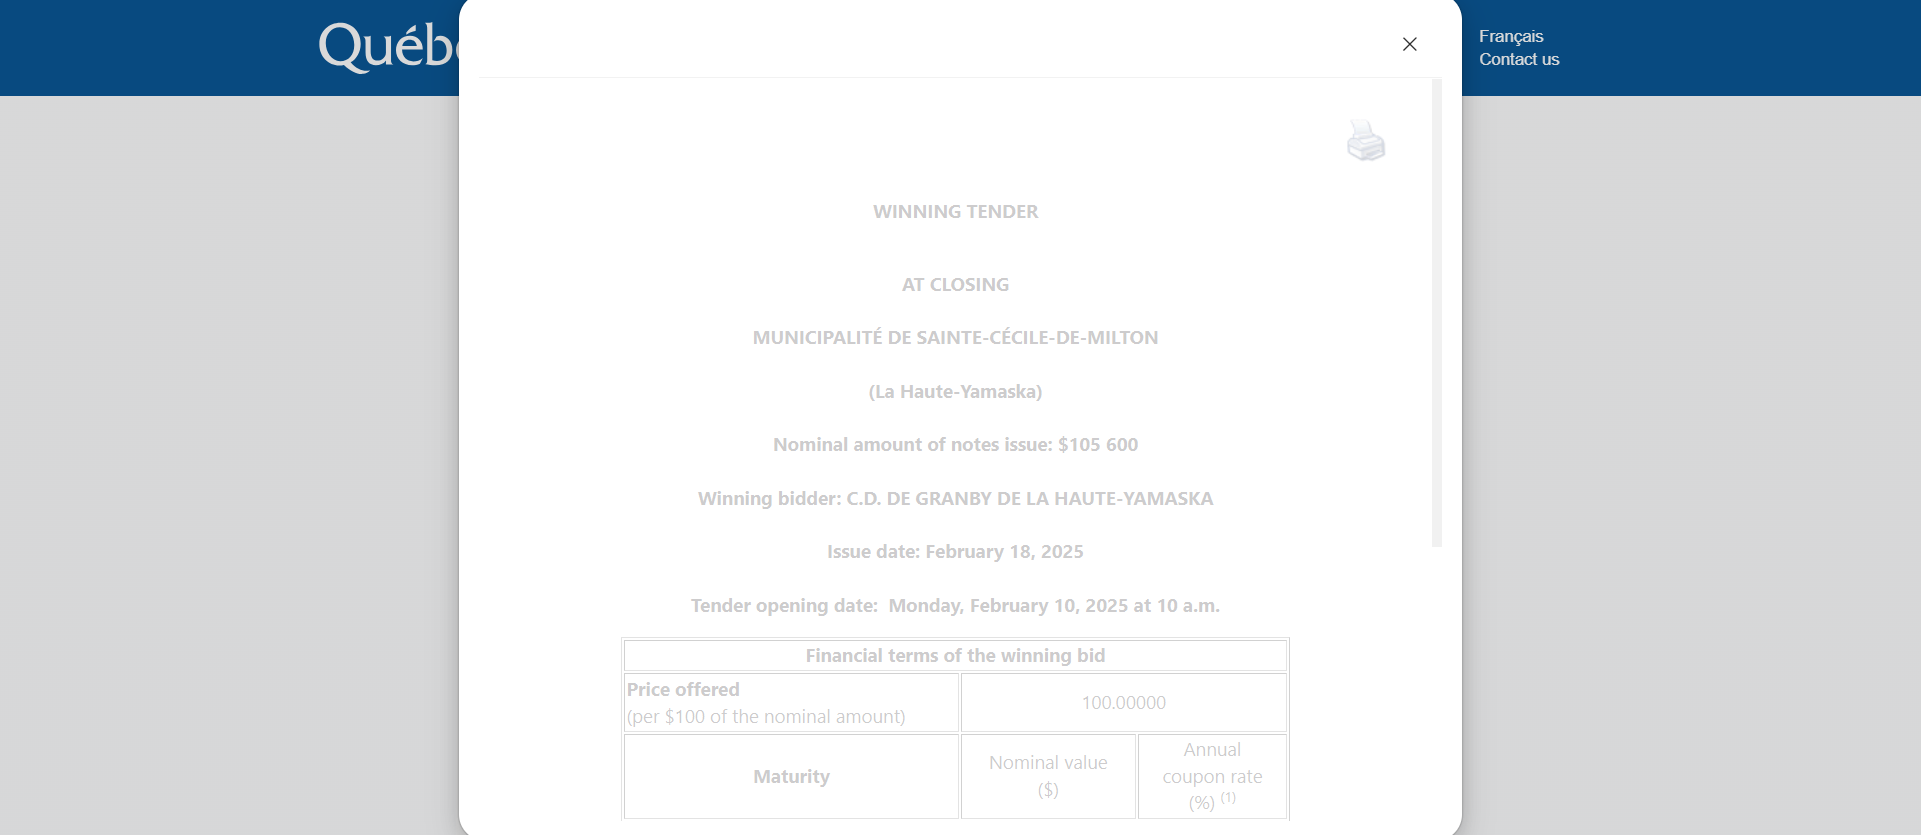 Québe
Français
Contact us
WINNING TENDER
AT CLOSING
MUNICIPALITÉ DE SAINTE-CÉCILE-DE-MILTON
(La Haute-Yamaska)
Nominal amount of notes issue: $105 600
Winning bidder: C.D. DE GRANBY DE LA HAUTE-YAMASKA
Issue date: February 18, 2025
Tender opening date:  Monday, February 10, 2025 at 10 a.m.
Financial terms of the winning bid
Price offered
(per $100 of the nominal amount)
100.00000
Maturity
Nominal value
($)
Annual
coupon rate
(%) (1)